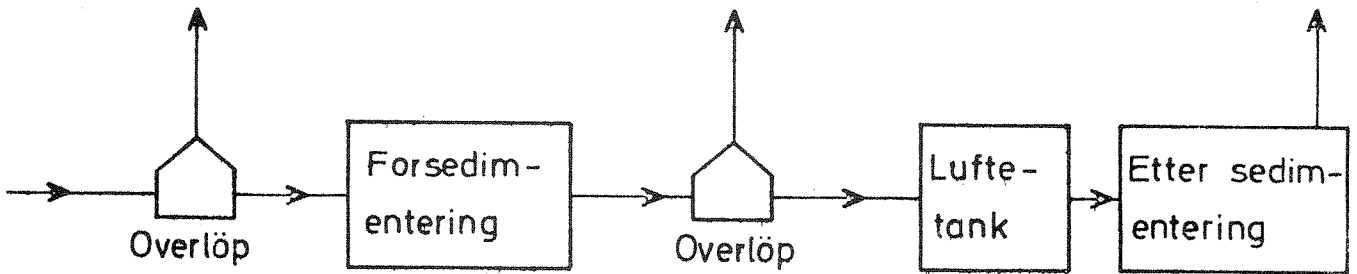 Overlöp
Forsedim-
entering
Overlöp
Lufte-
tank
Etter sedim-
entering